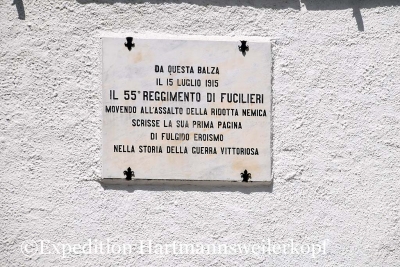 DA QUESTA BALZA
IL 15 LUGLIO 1915
IL 55° REGGIMENTO DI FUCILIERI
MOVENDO ALL'ASSALTO DELLA RIDOTTA NEMICA
SCRISSE LA SUA PRIMA PAGINA
DI FULGIDO EROISMO
NELLA STORIA DELLA GUERRA VITTORIOSA
©Expedition Hartmannsweilerkopf